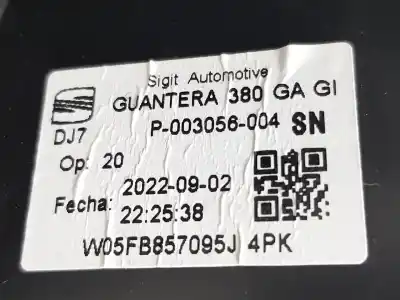 Sigit Automotive
GUANTERA 380 GA GI
DJ7 P-003056-004 SN
Op: 20
Fecha: 2022-09-02
22:25:38
W05FB857095J 4PK